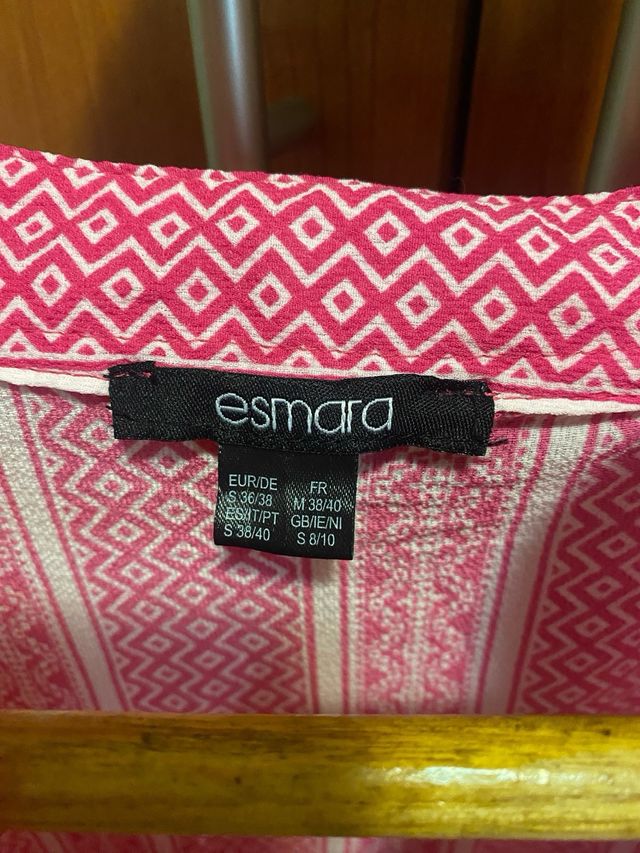 esmara
EUR/DE
S 36/38
ES/IT/PT
S 38/40
FR
M 38/40
GB/IE/NI
S 8/10